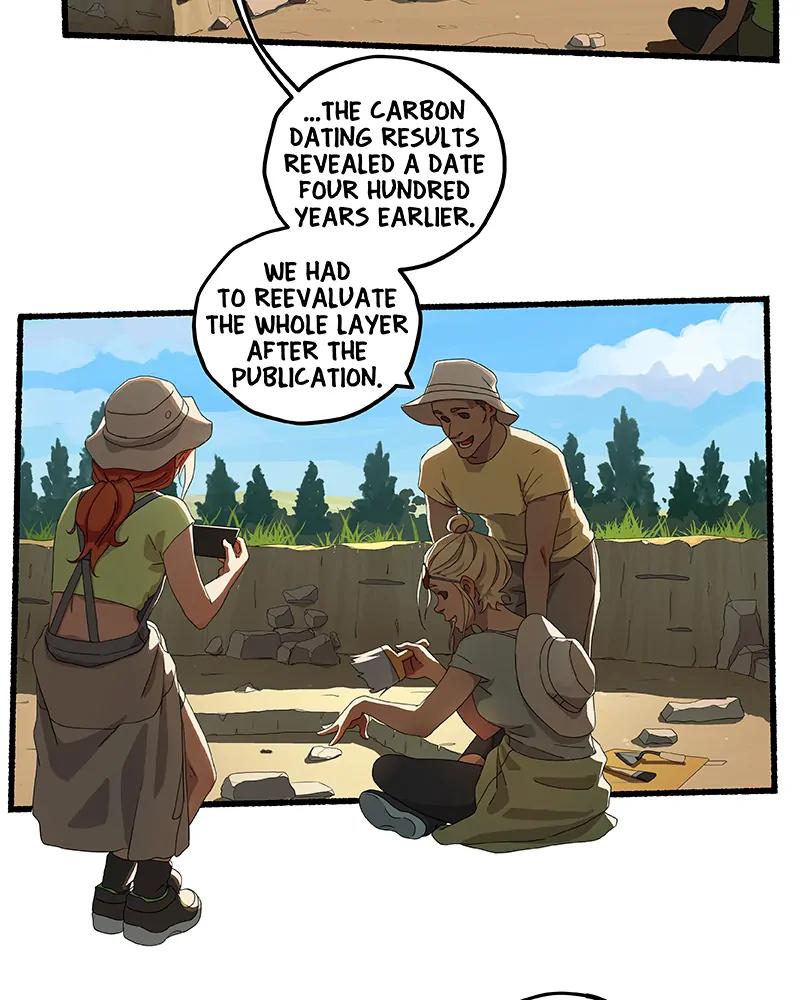 ...THE CARBON
DATING RESULTS
REVEALED A DATE
FOUR HUNDRED
YEARS EARLIER.
WE HAD
TO REEVALUATE
THE WHOLE LAYER
AFTER THE
PUBLICATION.